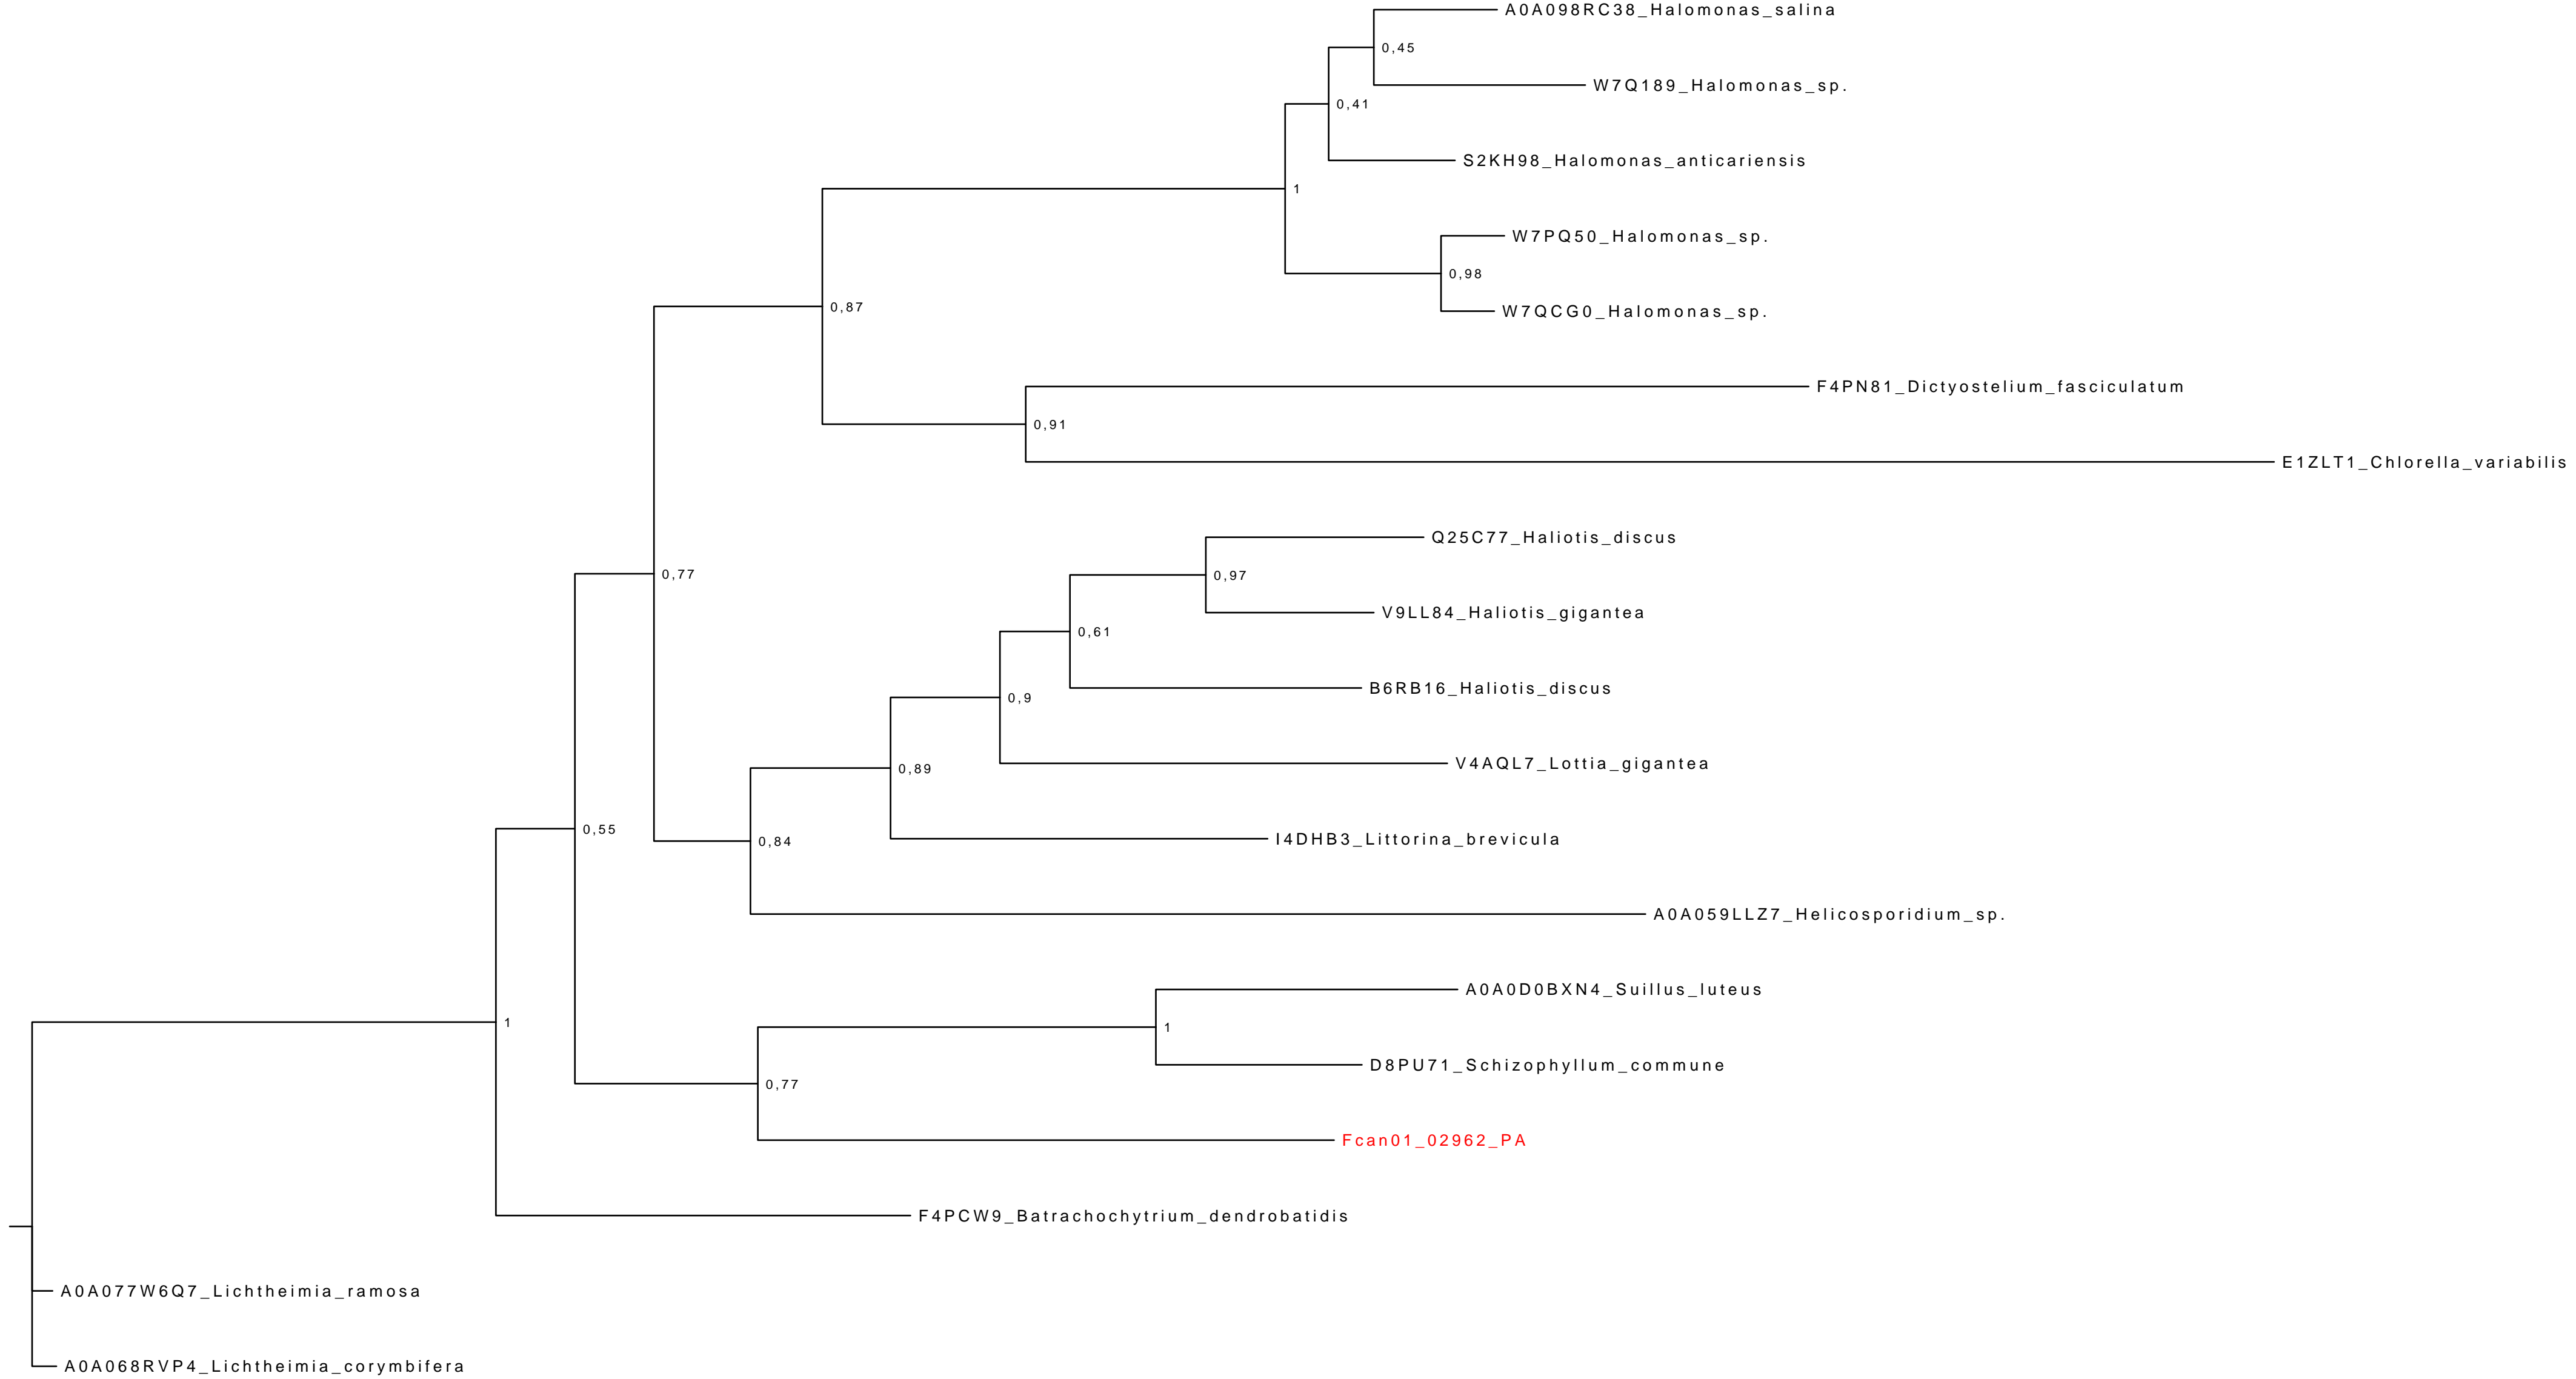 A0A098RC38_Halomonas_salina
0,45
W7Q189_Halomonas_sp.
0,41
S2KH98_Halomonas_anticariensis
1
W7PQ50_Halomonas_sp.
0,98
W7QCG0_Halomonas_sp.
0,87
F4PN81_Dictyostelium_fasciculatum
0,91
E1ZLT1_Chlorella_variabilis
Q25C77_Haliotis_discus
0,77
0,97
V9LL84_Haliotis_gigantea
0,61
B6RB16_Haliotis_discus
0,9
V4AQL7_Lottia_gigantea
0,89
0,55
I4DHB3_Littorina_brevicula
0,84
A0A059LLZ7_Helicosporidium_sp.
A0A0D0BXN4_Suillus_luteus
1
1
D8PU71_Schizophyllum_commune
0,77
Fcan01_02962_PA
F4PCW9_Batrachochytrium_dendrobatidis
A0A077W6Q7_Lichtheimia_ramosa
A0A068RVP4_Lichtheimia_corymbifera